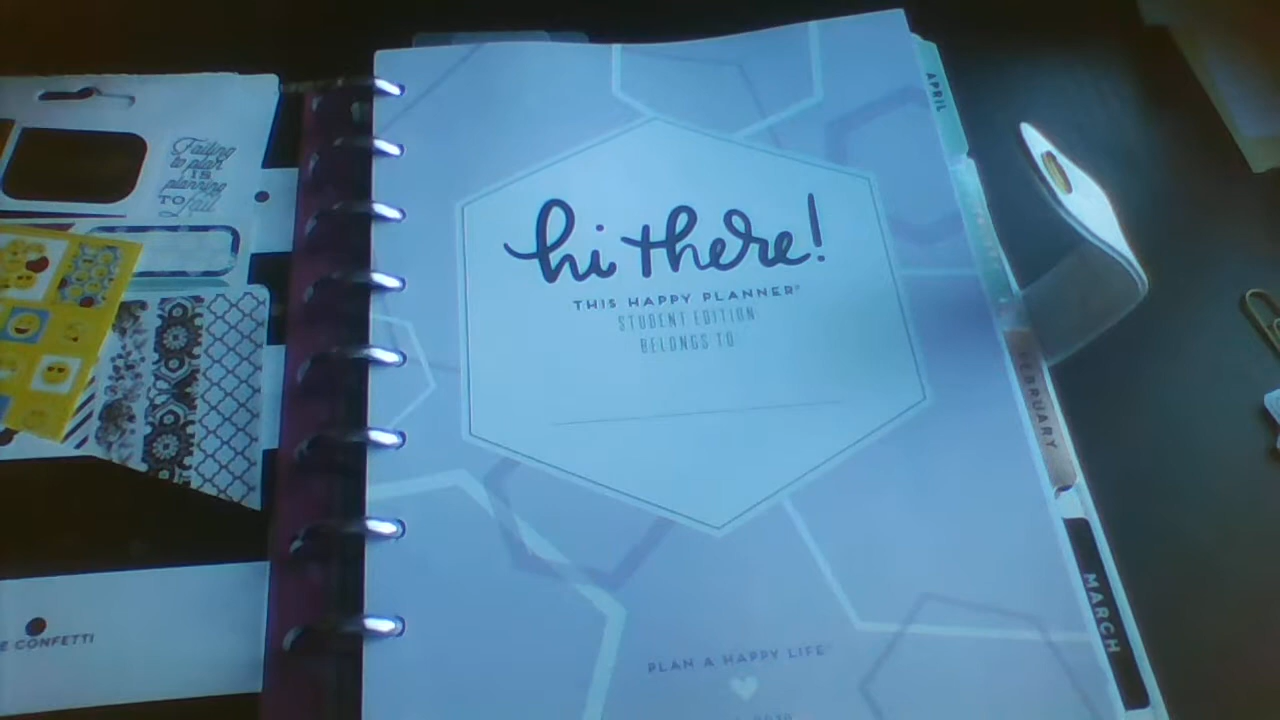 Failing
to plan
IS
planning
TO fail
E CONFETTI
hi there!
THIS HAPPY PLANNER®
STUDENT EDITION
BELONGS TO
PLAN A HAPPY LIFE
APRIL
FEBRUARY
MARCH